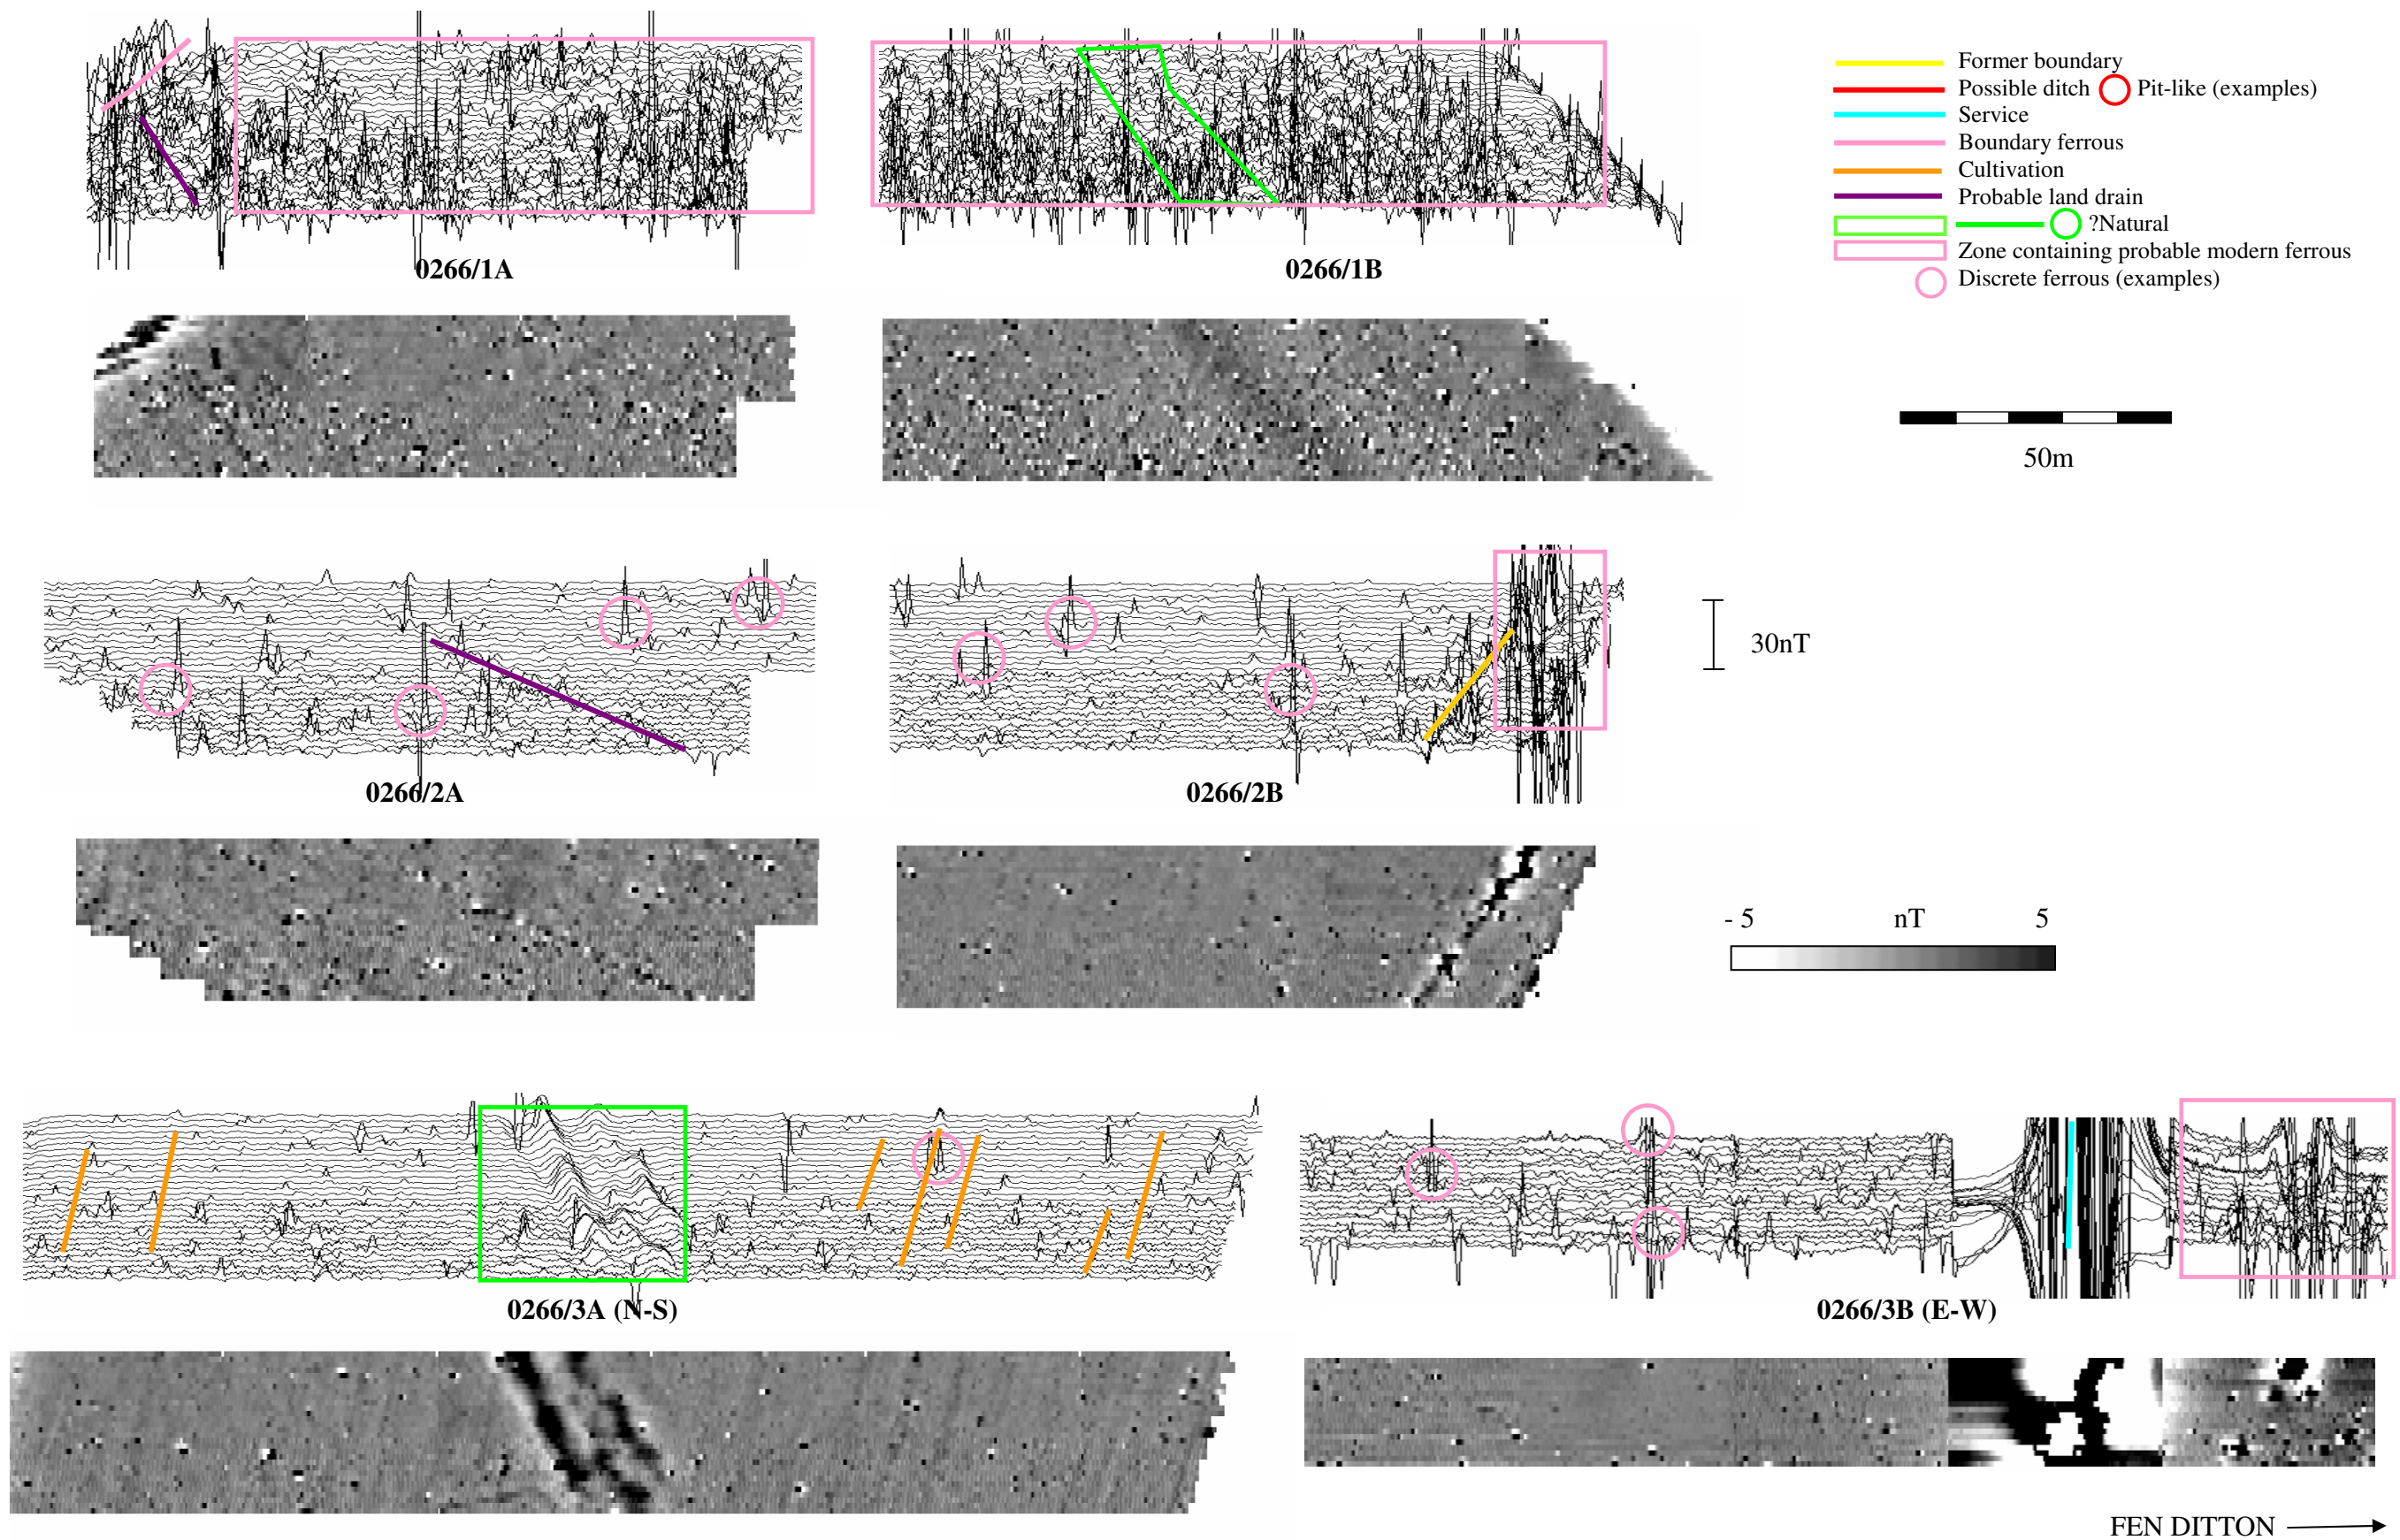 Former boundary
Possible ditch Pit-like (examples)
Service
Boundary ferrous
Cultivation
Probable land drain
?Natural
Zone containing probable modern ferrous
Discrete ferrous (examples)
0266/1A 0266/1B
50m
30nT
0266/2A 0266/2B
- 5 nT 5
0266/3A (N-S) 0266/3B (E-W)
FEN DITTON